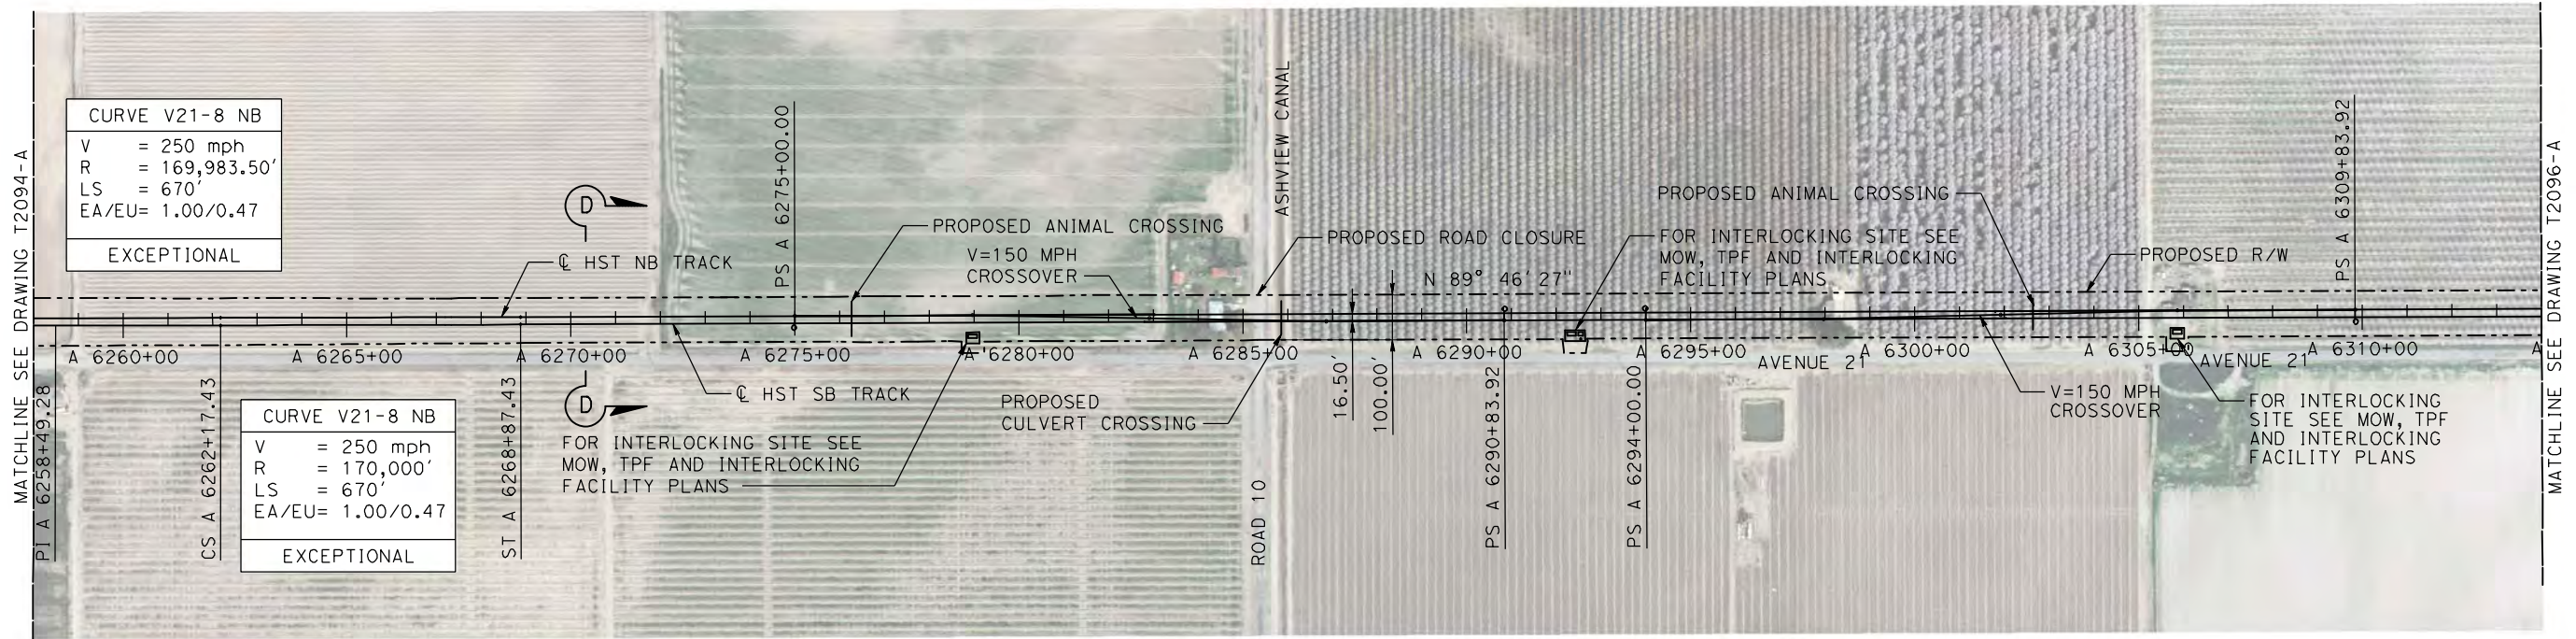 MATCHLINE SEE DRAWING T2094-A
CURVE V21-8 NB
V = 250 mph
R = 169,983.50'
LS = 670'
EA/EU= 1.00/0.47
EXCEPTIONAL
D
℄ HST NB TRACK
PS A 6275+00.00
PROPOSED ANIMAL CROSSING
V=150 MPH
CROSSOVER
ASHVIEW CANAL
PROPOSED ROAD CLOSURE
N 89° 46' 27"
PROPOSED ANIMAL CROSSING
FOR INTERLOCKING SITE SEE
MOW, TPF AND INTERLOCKING
FACILITY PLANS
PROPOSED R/W
PS A 6309+83.92
MATCHLINE SEE DRAWING T2096-A
A 6260+00
A 6265+00
A 6270+00
A 6275+00
A 6280+00
A 6285+00
A 6290+00
A 6295+00
A 6300+00
A 6305+00
A 6310+00
A
AVENUE 21
AVENUE 21
PI A 6258+49.28
CS A 6262+17.43
CURVE V21-8 NB
V = 250 mph
R = 170,000'
LS = 670'
EA/EU= 1.00/0.47
EXCEPTIONAL
ST A 6268+87.43
D
℄ HST SB TRACK
FOR INTERLOCKING SITE SEE
MOW, TPF AND INTERLOCKING
FACILITY PLANS
PROPOSED
CULVERT CROSSING
ROAD 10
16.50'
100.00'
PS A 6290+83.92
PS A 6294+00.00
V=150 MPH
CROSSOVER
FOR INTERLOCKING
SITE SEE MOW, TPF
AND INTERLOCKING
FACILITY PLANS